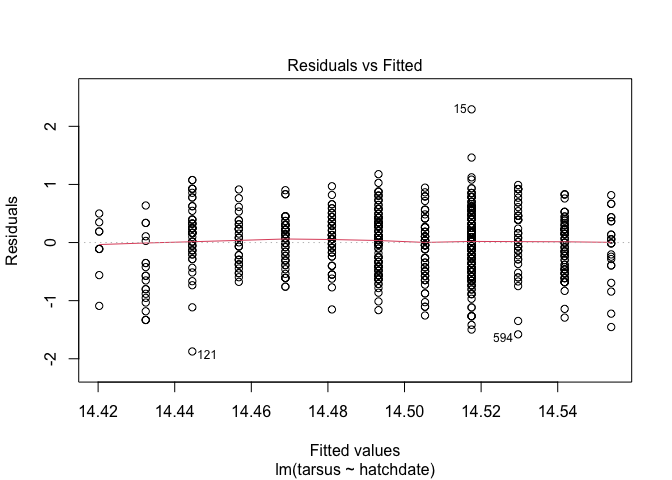 Residuals vs Fitted
Residuals
2
1
0
-1
-2
15
121
594
14.42 14.44 14.46 14.48 14.50 14.52 14.54
Fitted values
lm(tarsus ~ hatchdate)